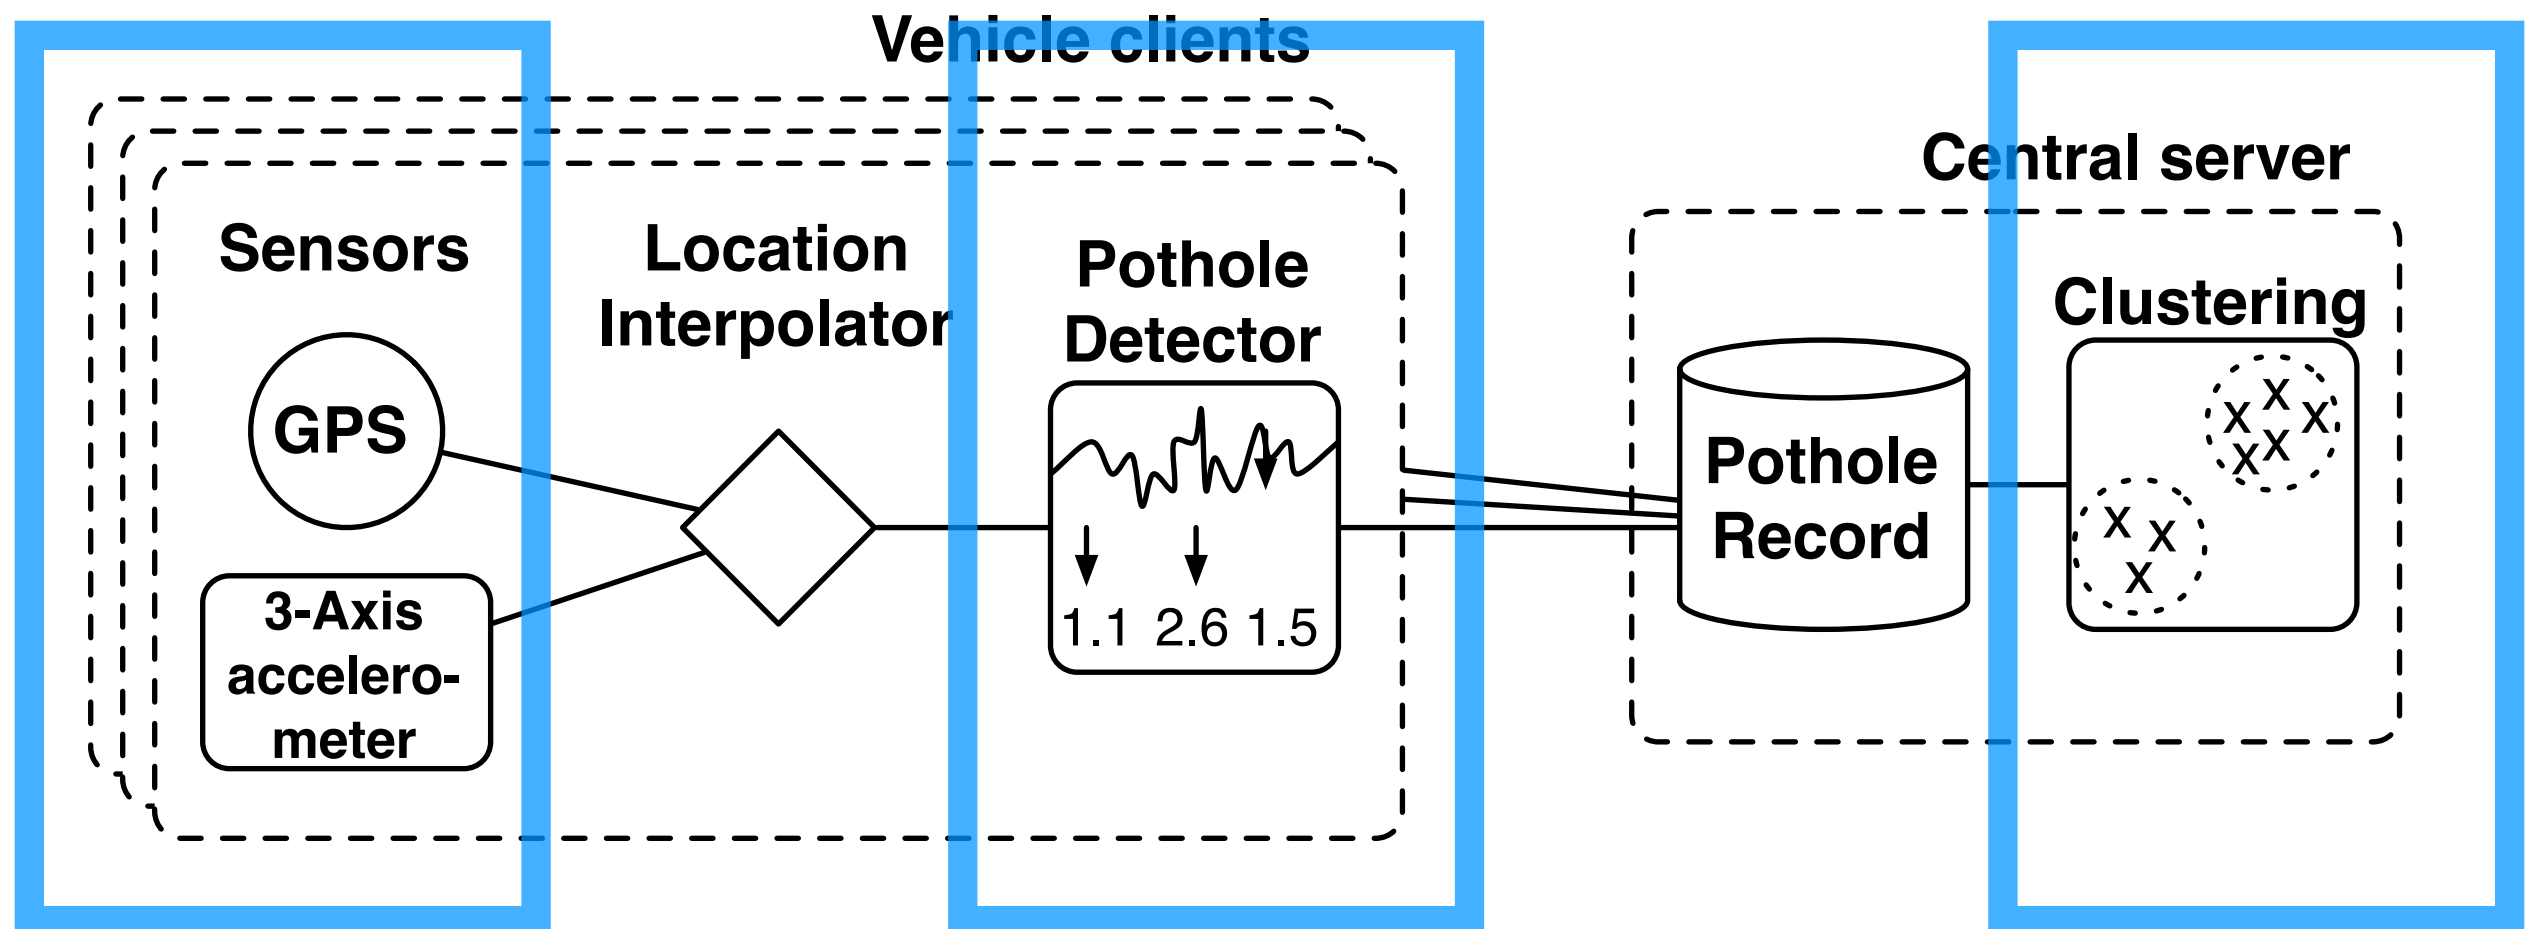 Vehicle clients
Central server
Sensors
Location
Interpolator
Pothole
Detector
Clustering
GPS
3-Axis
accelero-
meter
1.1 2.6 1.5
Pothole
Record
x
x x
x x
x x
x